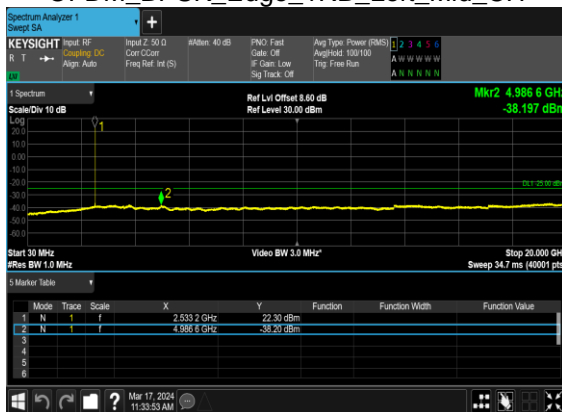 Spectrum Analyzer 1
Swept SA
KEYSIGHT
R T
Input: RF
Coupling: DC
Align: Auto
Input Z: 50 Ω
Corr CCorr
Freq Ref: Int (S)
#Atten: 40 dB
PNO: Fast
Gate: Off
IF Gain: Low
Sig Track: Off
Avg Type: Power (RMS)
Avg|Hold: 100/100
Trig: Free Run
1 2 3 4 5 6
A W W W W W
A N N N N N
1 Spectrum
Scale/Div 10 dB
Ref Lvl Offset 8.60 dB
Ref Level 30.00 dBm
Mkr2 4.986 6 GHz
-38.197 dBm
Log
20.0
10.0
0.00
-10.0
-20.0
-30.0
-40.0
-50.0
-60.0
1
2
Start 30 MHz
#Res BW 1.0 MHz
Video BW 3.0 MHz*
Stop 20.000 GH
Sweep 34.7 ms (40001 pts
5 Marker Table
Mode Trace Scale X Y Function Function Width Function Value
1 N 1 f 2.533 2 GHz 22.30 dBm
2 N 1 f 4.986 6 GHz -38.20 dBm
3
4
5
6
?
Mar 17, 2024
11:33:53 AM